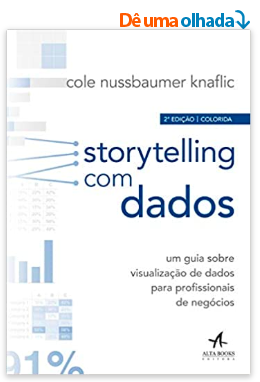 Dê uma olhada
cole nussbaumer knaflic
2ª EDIÇÃO | COLORIDA
storytelling
com
dados
um guia sobre
visualização de dados
para profissionais
de negócios
A
ALTA BOOKS
EDITORA
91%